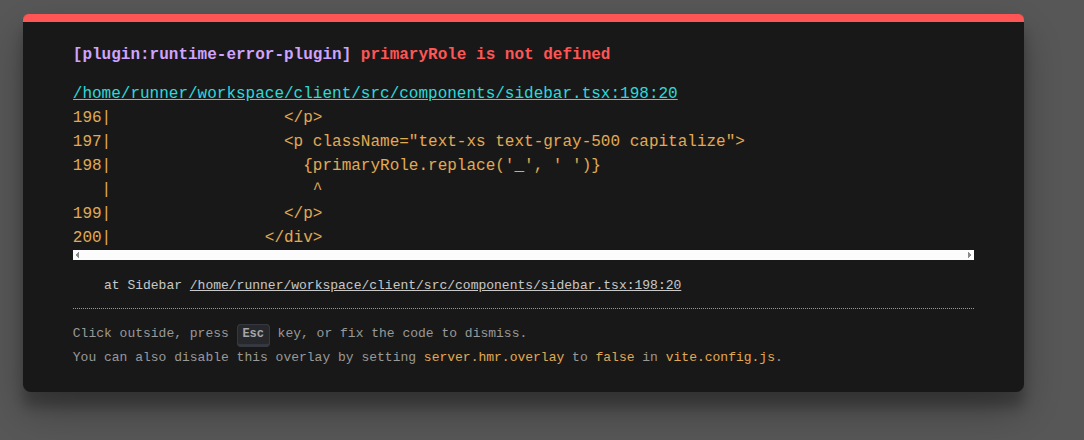 [plugin:runtime-error-plugin] primaryRole is not defined
/home/runner/workspace/client/src/components/sidebar.tsx:198:20
196|                  </p>
197|                  <p className="text-xs text-gray-500 capitalize">
198|                    {primaryRole.replace('_', ' ')}
   |                     ^
199|                  </p>
200|                </div>
at Sidebar /home/runner/workspace/client/src/components/sidebar.tsx:198:20
Click outside, press Esc key, or fix the code to dismiss.
You can also disable this overlay by setting server.hmr.overlay to false in vite.config.js.